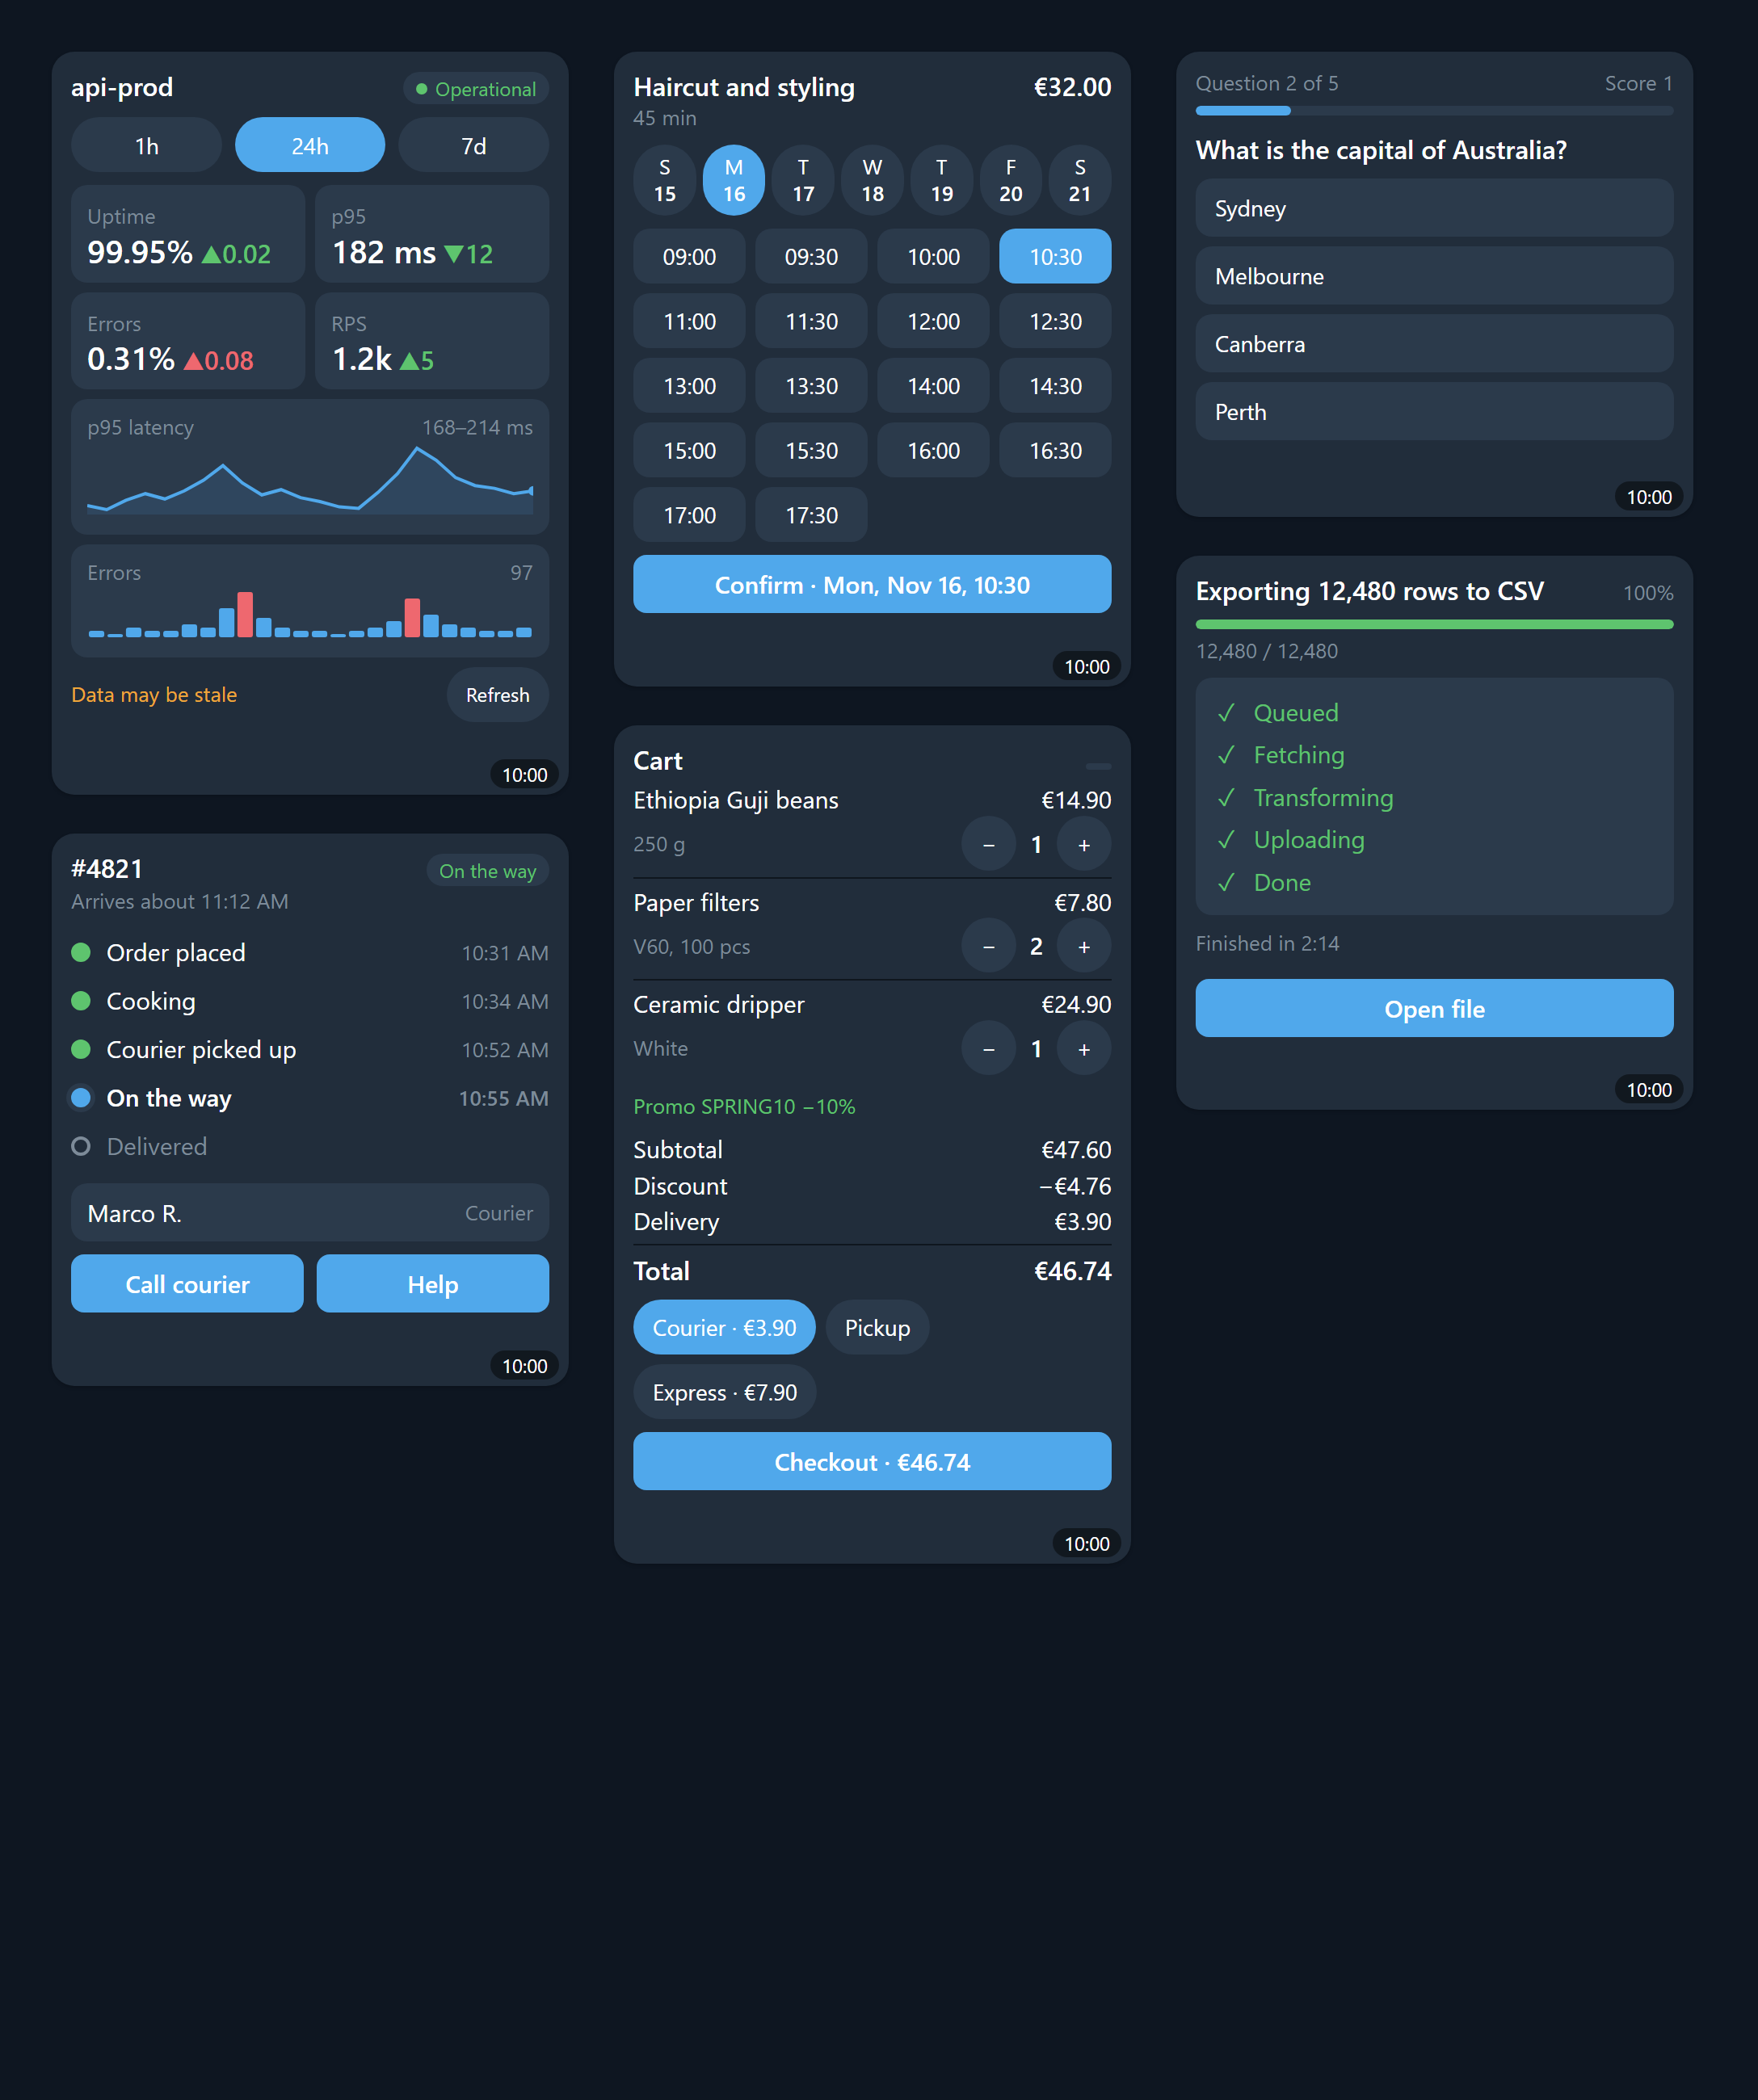 api-prod
Operational
1h 24h 7d
Uptime
99.95% ▲0.02
p95
182 ms ▼12
Errors
0.31% ▲0.08
RPS
1.2k ▲5
p95 latency 168–214 ms
Errors 97
Data may be stale Refresh
10:00
#4821 On the way
Arrives about 11:12 AM
Order placed 10:31 AM
Cooking 10:34 AM
Courier picked up 10:52 AM
On the way 10:55 AM
Delivered
Marco R. Courier
Call courier Help
10:00
Haircut and styling €32.00
45 min
S M T W T F S
15 16 17 18 19 20 21
09:00 09:30 10:00 10:30
11:00 11:30 12:00 12:30
13:00 13:30 14:00 14:30
15:00 15:30 16:00 16:30
17:00 17:30
Confirm · Mon, Nov 16, 10:30
10:00
Cart
Ethiopia Guji beans €14.90
250 g − 1 +
Paper filters €7.80
V60, 100 pcs − 2 +
Ceramic dripper €24.90
White − 1 +
Promo SPRING10 −10%
Subtotal €47.60
Discount −€4.76
Delivery €3.90
Total €46.74
Courier · €3.90 Pickup
Express · €7.90
Checkout · €46.74
10:00
Question 2 of 5 Score 1
What is the capital of Australia?
Sydney
Melbourne
Canberra
Perth
10:00
Exporting 12,480 rows to CSV 100%
12,480 / 12,480
✓ Queued
✓ Fetching
✓ Transforming
✓ Uploading
✓ Done
Finished in 2:14
Open file
10:00